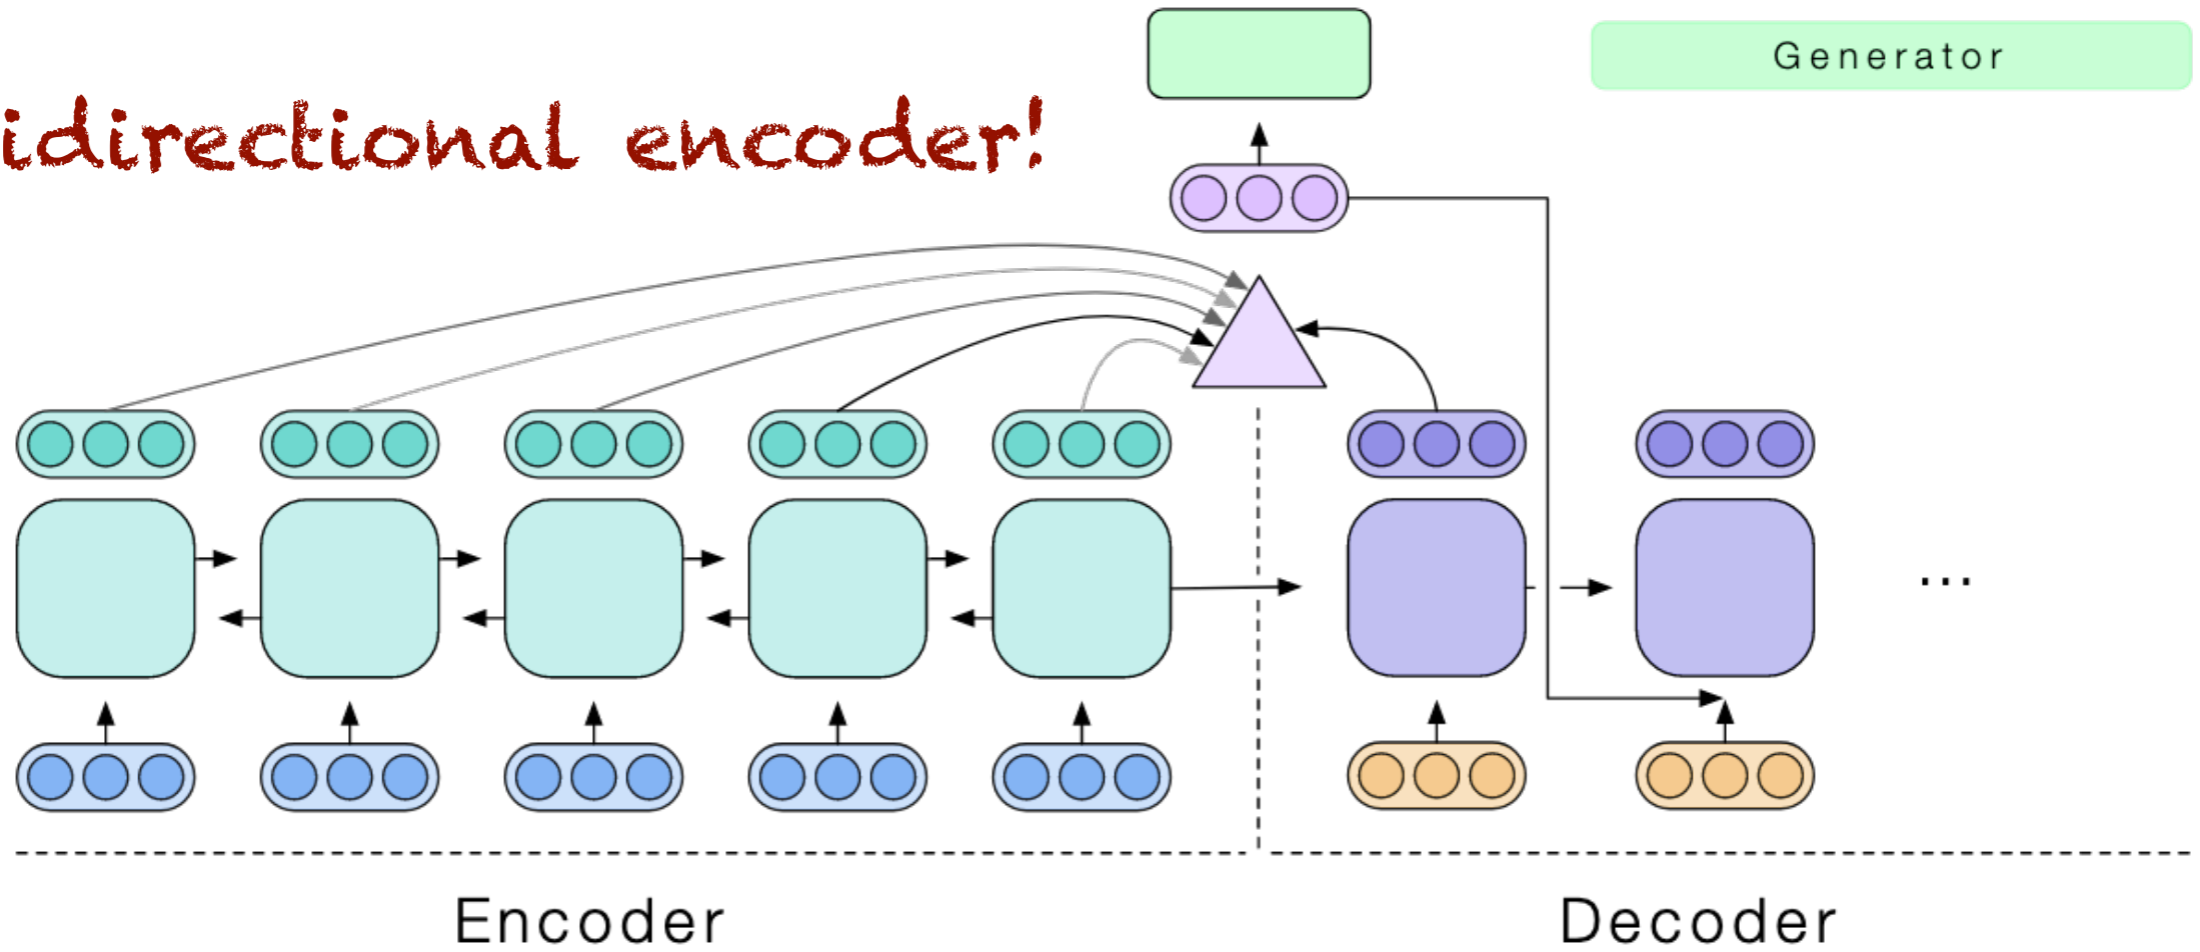 Generator
idirectional encoder!
...
Encoder
Decoder